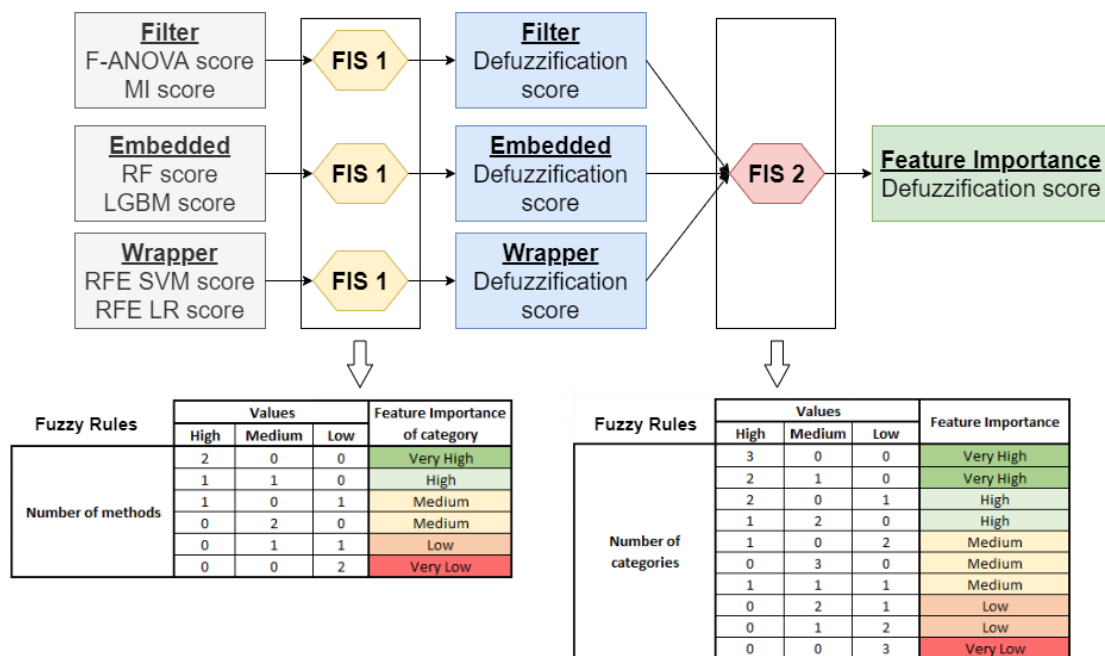 Filter
F-ANOVA score
MI score
FIS 1
Filter
Defuzzification
score
Embedded
RF score
LGBM score
FIS 1
Embedded
Defuzzification
score
FIS 2
Feature Importance
Defuzzification score
Wrapper
RFE SVM score
RFE LR score
FIS 1
Wrapper
Defuzzification
score
Fuzzy Rules
Values
Feature Importance
of category
High Medium Low
Number of methods
2 0 0 Very High
1 1 0 High
1 0 1 Medium
0 2 0 Medium
0 1 1 Low
0 0 2 Very Low
Fuzzy Rules
Values
Feature Importance
High Medium Low
Number of
categories
3 0 0 Very High
2 1 0 Very High
2 0 1 High
1 2 0 High
1 0 2 Medium
0 3 0 Medium
1 1 1 Medium
0 2 1 Low
0 1 2 Low
0 0 3 Very Low